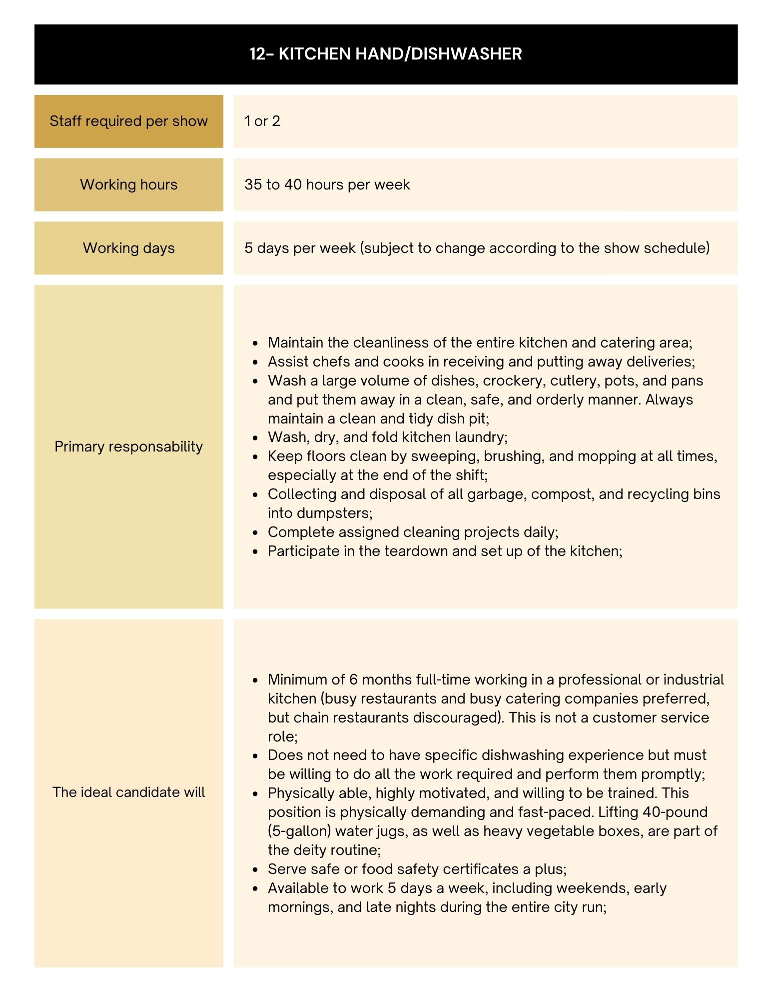 12- KITCHEN HAND/DISHWASHER
Staff required per show
1 or 2
Working hours
35 to 40 hours per week
Working days
5 days per week (subject to change according to the show schedule)
Primary responsability
• Maintain the cleanliness of the entire kitchen and catering area;
• Assist chefs and cooks in receiving and putting away deliveries;
• Wash a large volume of dishes, crockery, cutlery, pots, and pans
and put them away in a clean, safe, and orderly manner. Always
maintain a clean and tidy dish pit;
• Wash, dry, and fold kitchen laundry;
• Keep floors clean by sweeping, brushing, and mopping at all times,
especially at the end of the shift;
• Collecting and disposal of all garbage, compost, and recycling bins
into dumpsters;
• Complete assigned cleaning projects daily;
• Participate in the teardown and set up of the kitchen;
The ideal candidate will
• Minimum of 6 months full-time working in a professional or industrial
kitchen (busy restaurants and busy catering companies preferred,
but chain restaurants discouraged). This is not a customer service
role;
• Does not need to have specific dishwashing experience but must
be willing to do all the work required and perform them promptly;
• Physically able, highly motivated, and willing to be trained. This
position is physically demanding and fast-paced. Lifting 40-pound
(5-gallon) water jugs, as well as heavy vegetable boxes, are part of
the deity routine;
• Serve safe or food safety certificates a plus;
• Available to work 5 days a week, including weekends, early
mornings, and late nights during the entire city run;